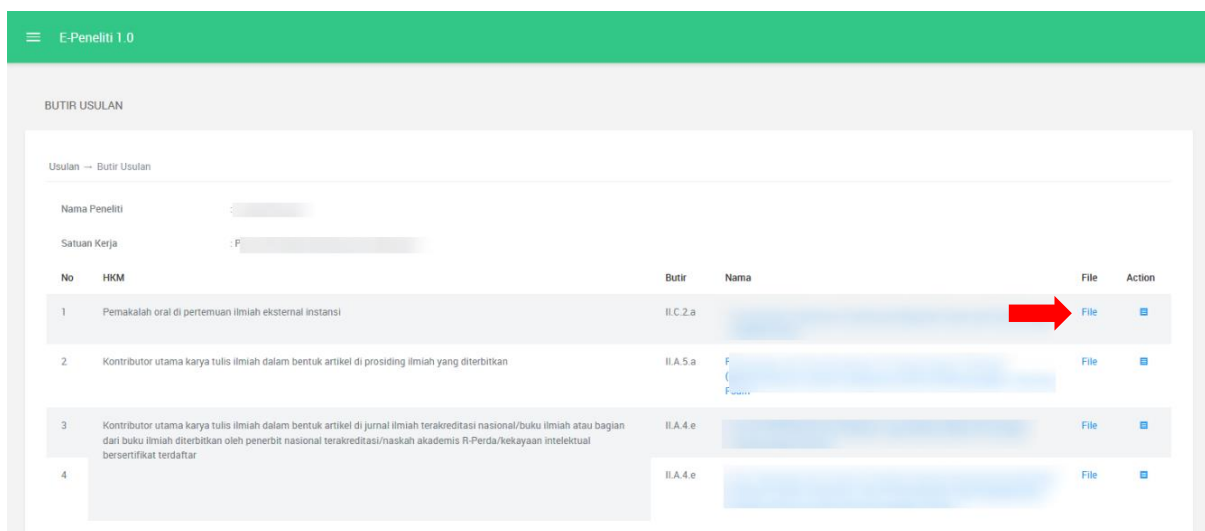 E-Peneliti 1.0
BUTIR USULAN
Usulan → Butir Usulan
Nama Peneliti :
Satuan Kerja : P
No HKM Butir Nama File Action
1 Pemakalah oral di pertemuan ilmiah eksternal instansi II.C.2.a File
2 Kontributor utama karya tulis ilmiah dalam bentuk artikel di prosiding ilmiah yang diterbitkan II.A.5.a File
3 Kontributor utama karya tulis ilmiah dalam bentuk artikel di jurnal ilmiah terakreditasi nasional/buku ilmiah atau bagian II.A.4.e File
dari buku ilmiah diterbitkan oleh penerbit nasional terakreditasi/naskah akademis R-Perda/kekayaan intelektual
bersertifikat terdaftar
4 II.A.4.e File